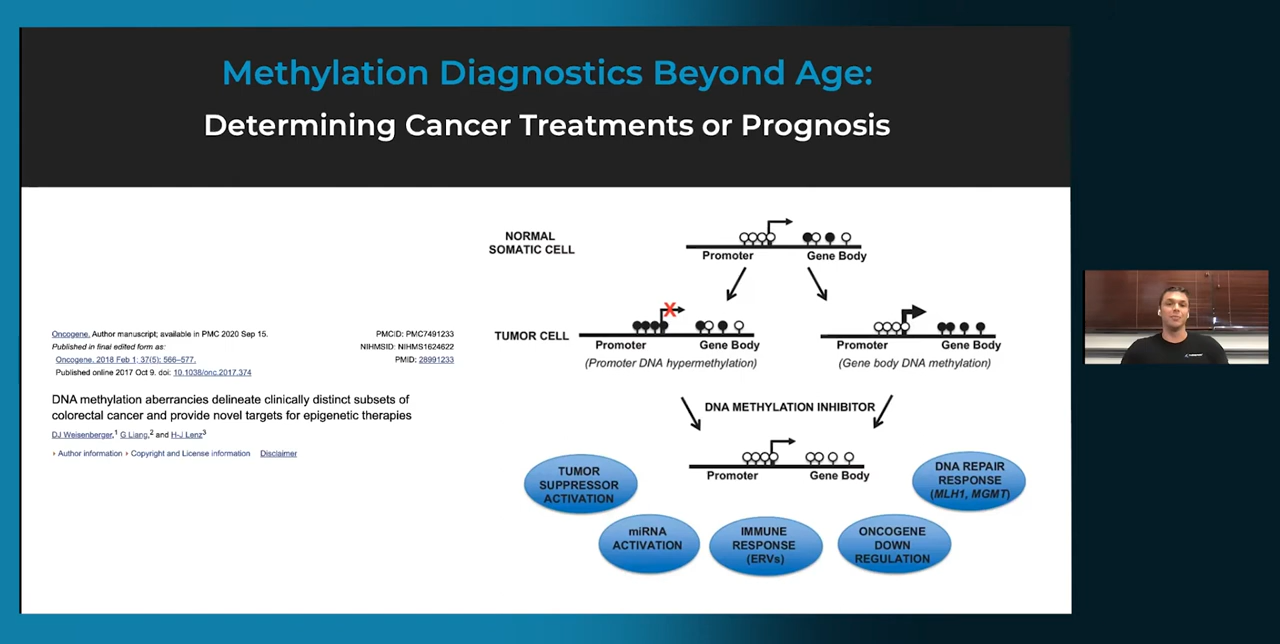 Methylation Diagnostics Beyond Age:
Determining Cancer Treatments or Prognosis
Oncogene. Author manuscript; available in PMC 2020 Sep 15.
Published in final edited form as:
Oncogene. 2018 Feb 1; 37(5): 566–577.
Published online 2017 Oct 9. doi: 10.1038/onc.2017.374
PMCID: PMC7491233
NIHMSID: NIHMS1624622
PMID: 28991233
DNA methylation aberrancies delineate clinically distinct subsets of
colorectal cancer and provide novel targets for epigenetic therapies
DJ Weisenberger,1 G Liang,2 and H-J Lenz3
› Author information › Copyright and License information Disclaimer
NORMAL
SOMATIC CELL
Promoter
Gene Body
TUMOR CELL
X
Promoter
Gene Body
(Promoter DNA hypermethylation)
Promoter
Gene Body
(Gene body DNA methylation)
DNA METHYLATION INHIBITOR
Promoter
Gene Body
TUMOR
SUPPRESSOR
ACTIVATION
miRNA
ACTIVATION
IMMUNE
RESPONSE
(ERVs)
ONCOGENE
DOWN
REGULATION
DNA REPAIR
RESPONSE
(MLH1, MGMT)